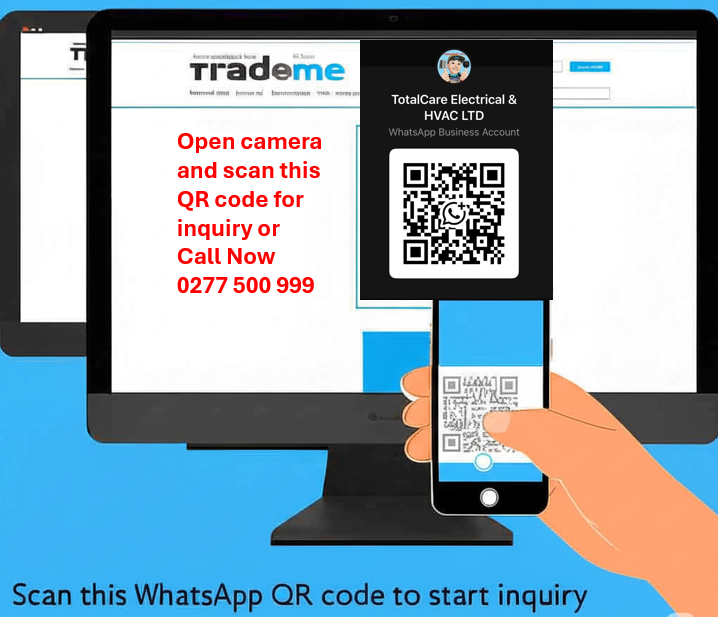 Trademe
TotalCare Electrical &
HVAC LTD
WhatsApp Business Account
Open camera
and scan this
QR code for
inquiry or
Call Now
0277 500 999
Scan this WhatsApp QR code to start inquiry